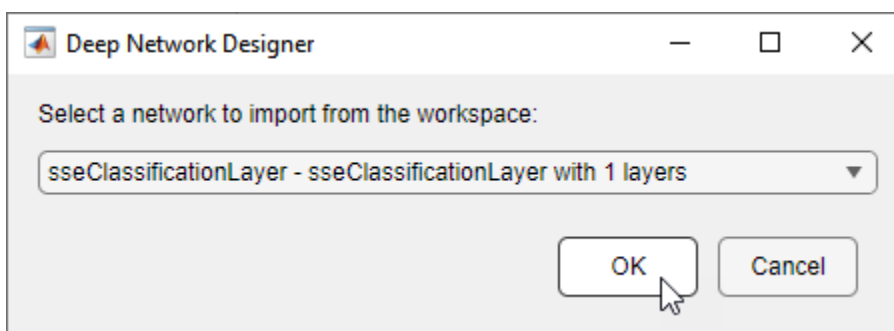 Deep Network Designer
Select a network to import from the workspace:
sseClassificationLayer - sseClassificationLayer with 1 layers
OK Cancel